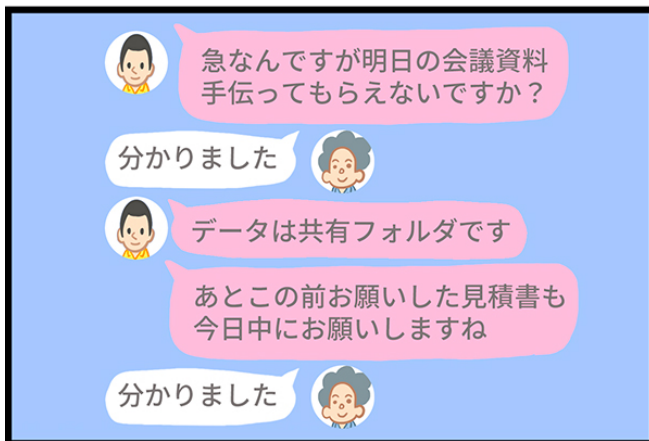 急なんですが明日の会議資料
手伝ってもらえないですか？
分かりました
データは共有フォルダです
あとこの前お願いした見積書も
今日中にお願いしますね
分かりました